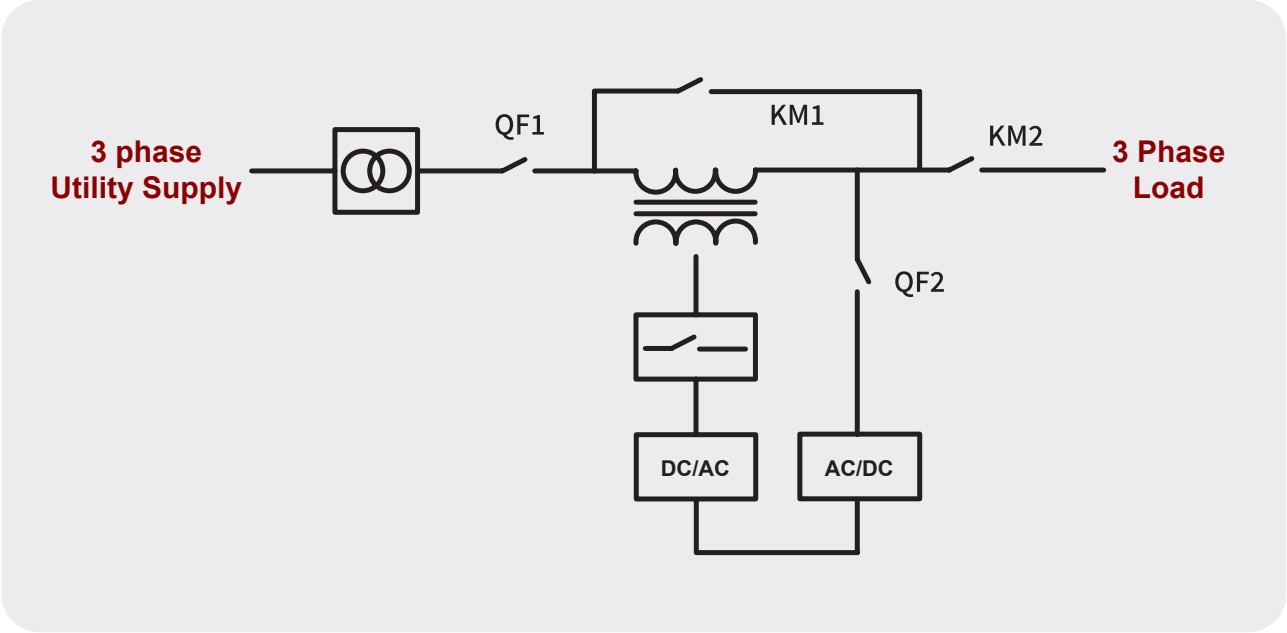 3 phase
Utility Supply
QF1
KM1
KM2
3 Phase
Load
QF2
DC/AC
AC/DC